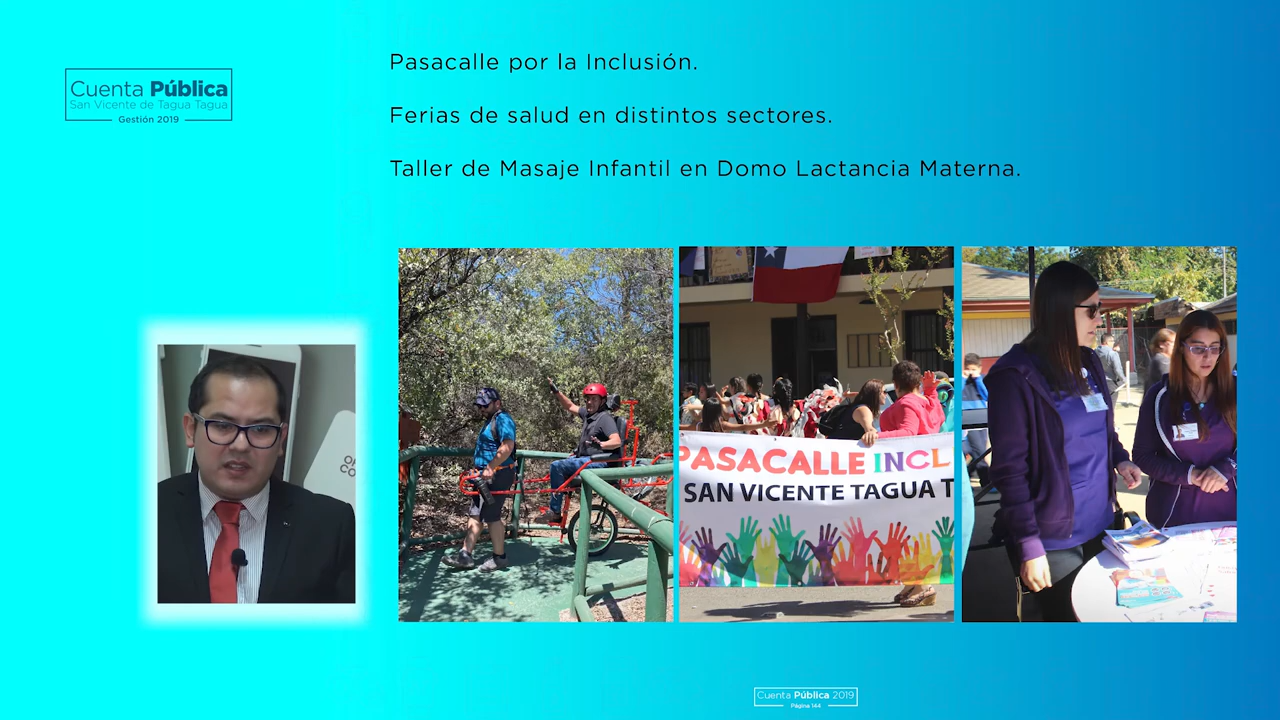 Cuenta Pública
San Vicente de Tagua Tagua
Gestión 2019
Pasacalle por la Inclusión.
Ferias de salud en distintos sectores.
Taller de Masaje Infantil en Domo Lactancia Materna.
PASACALLE INCL
SAN VICENTE TAGUA T
Cuenta Pública 2019
Página 144